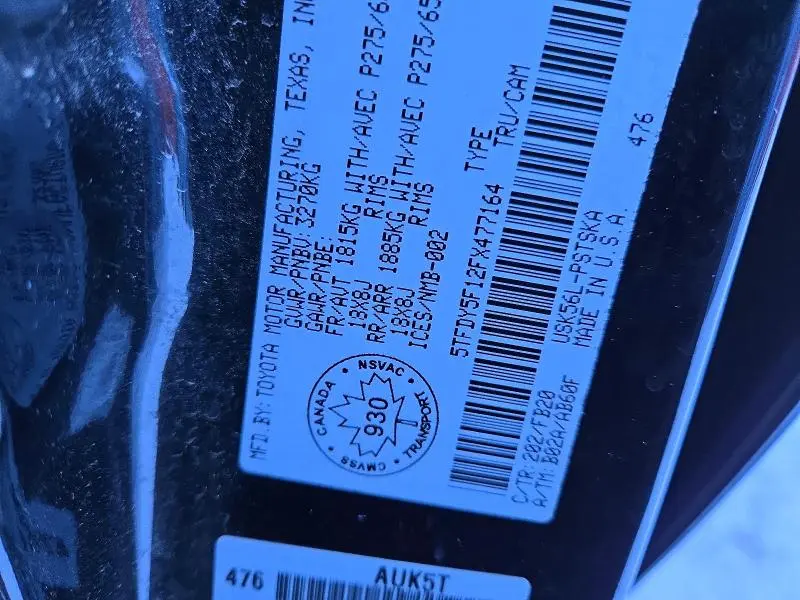 MFD.BY:TOYOTA MOTOR MANUFACTURING, TEXAS,
GVWR/PNBV:3270KG
GAWR/PNBE:
FR/AVT 1815KG WITH/AVEC P275/6
18X8J RIMS
RR/ARR 1885KG WITH/AVEC P275/65
18X8J RIMS
ICES/NMB-002
CANADA • NSVAC • TRANSPORT • CMVSS •
930
5TFDY5F12FX477164 TYPE TRU/CAM
USK56L-PSTSKA
MADE IN U.S.A. 476
C/TR:202/FB20
A/TM:B02A/AB60F
476 AUK5T